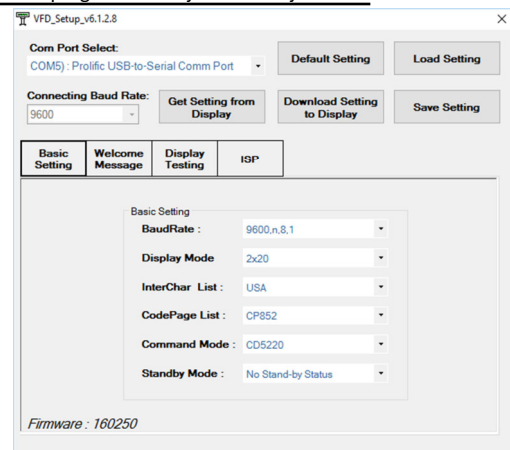 VFD_Setup_v6.1.2.8
Com Port
Select:
COM5) : Prolific USB-to-Serial Comm Port
Default Setting
Load Setting
Connecting Baud Rate:
9600
Get Setting from
Display
Download Setting
to Display
Save Setting
Basic
Setting
Welcome
Message
Display
Testing
ISP
Basic Setting
BaudRate :
9600,n,8,1
Display Mode
2x20
InterChar List :
USA
CodePage List :
CP852
Command Mode :
CD5220
Standby Mode :
No Stand-by Status
Firmware : 160250